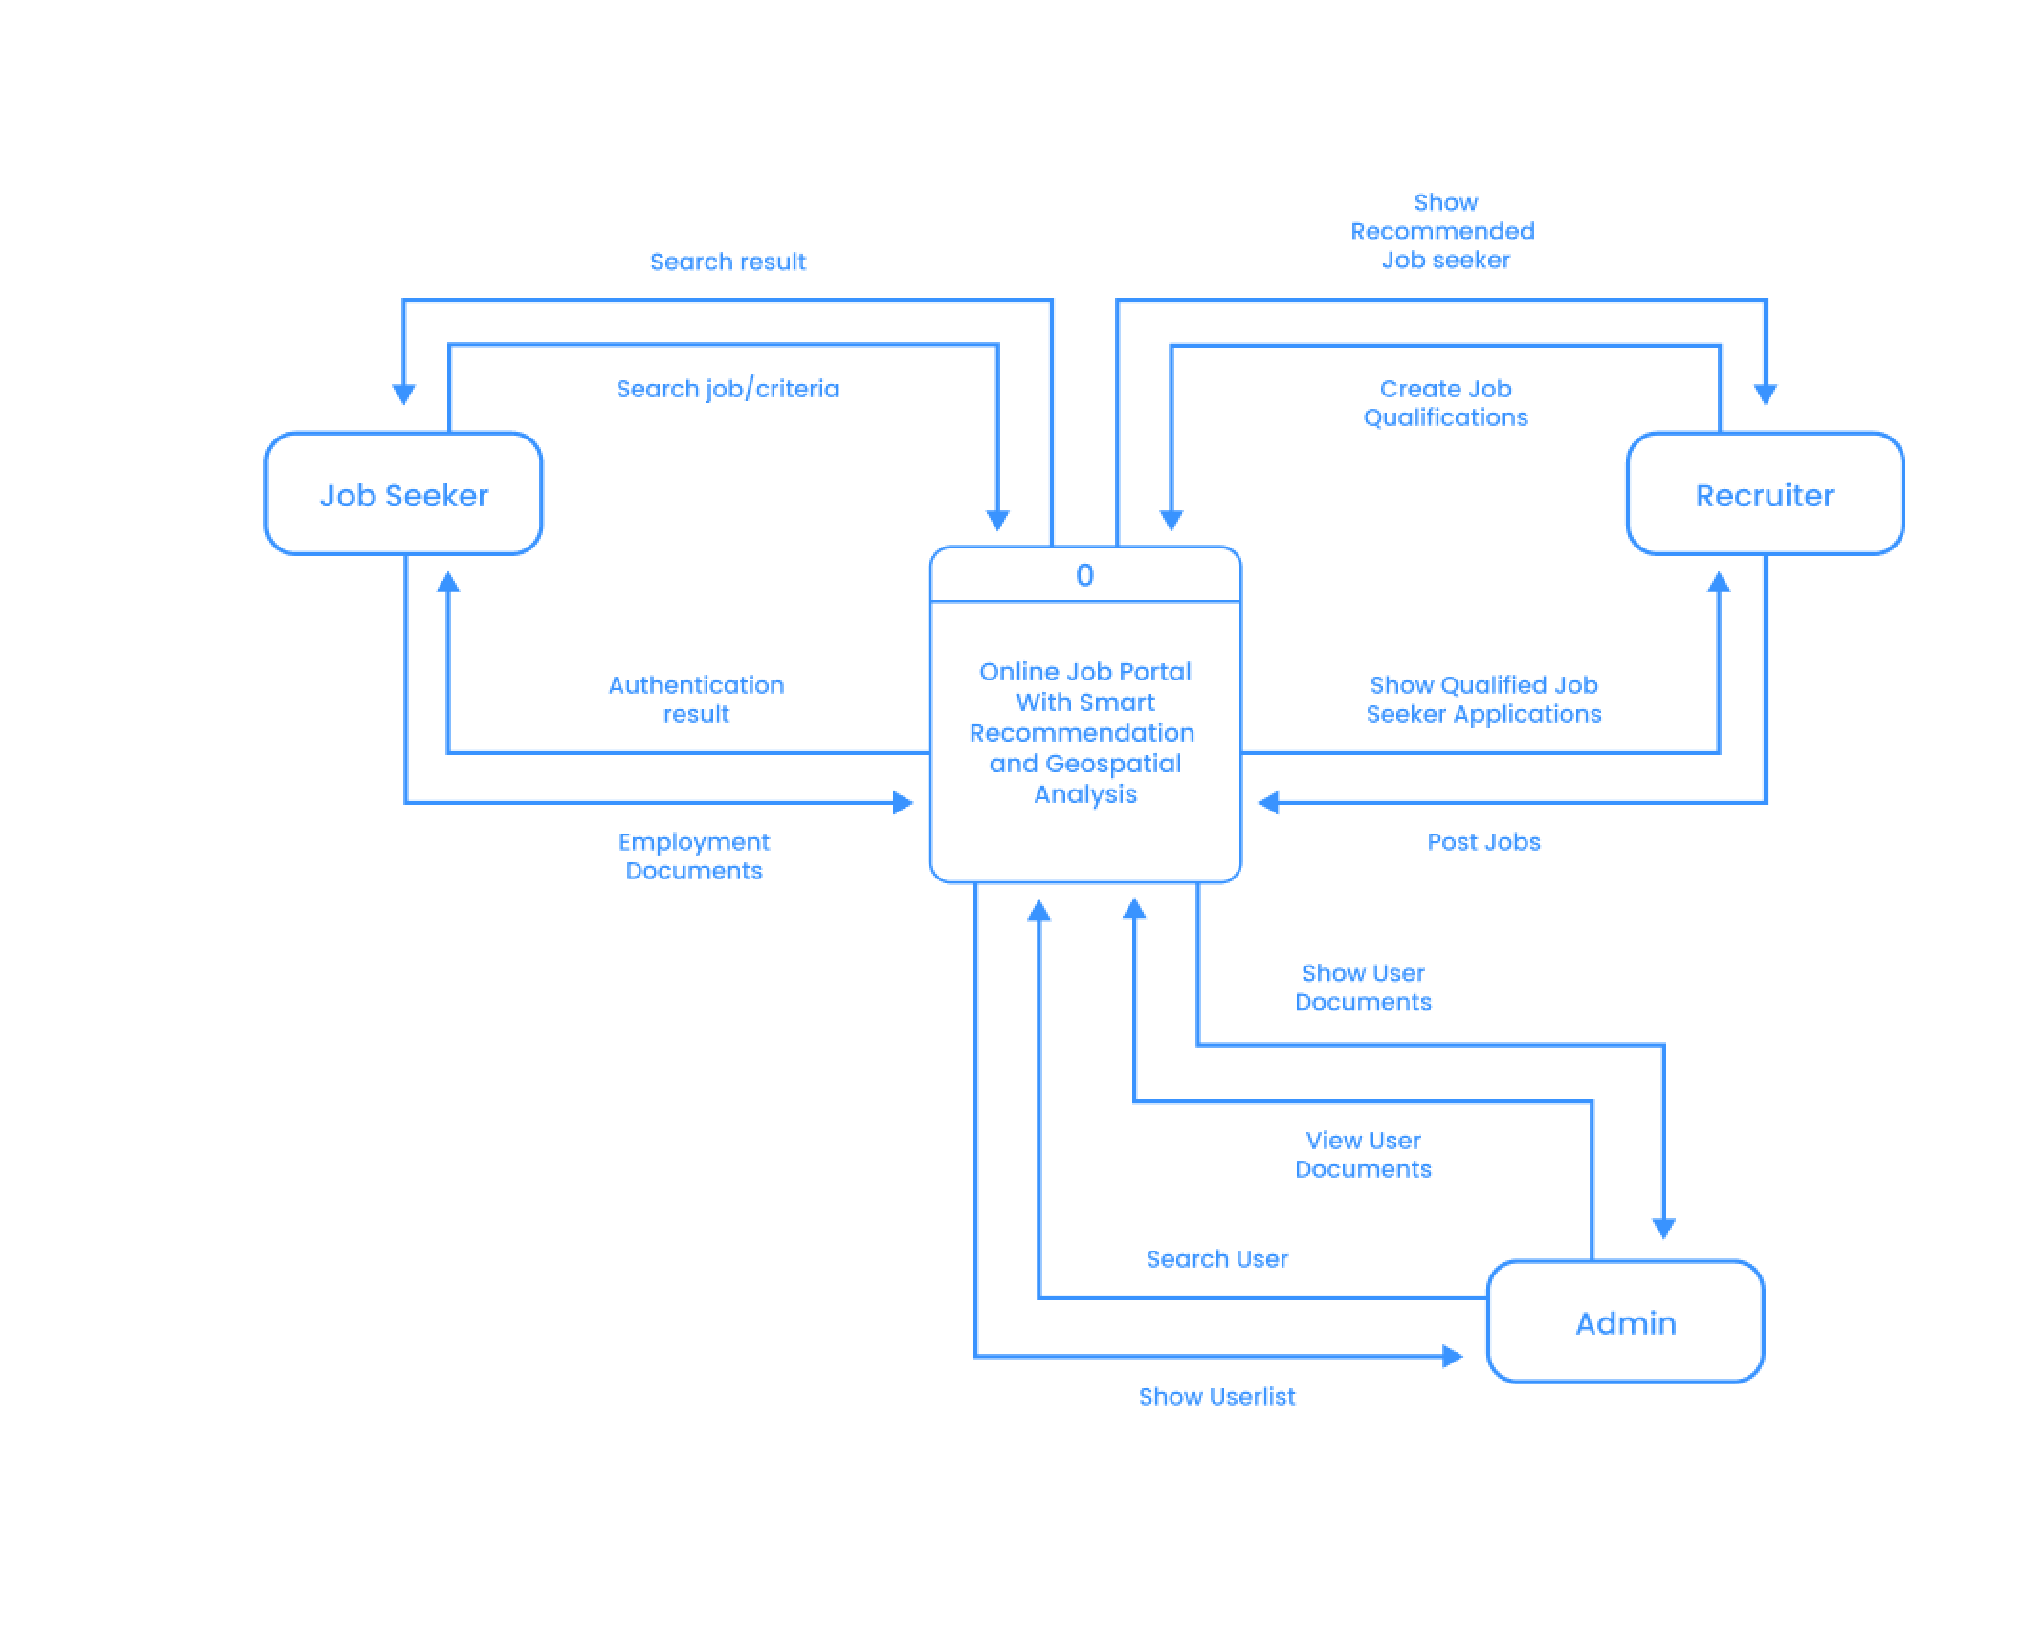 Show
Recommended
Job seeker
Search result
Search job/criteria
Create Job
Qualifications
Job Seeker
Recruiter
0
Online Job Portal
With Smart
Recommendation
and Geospatial
Analysis
Authentication
result
Show Qualified Job
Seeker Applications
Employment
Documents
Post Jobs
Show User
Documents
View User
Documents
Search User
Admin
Show Userlist